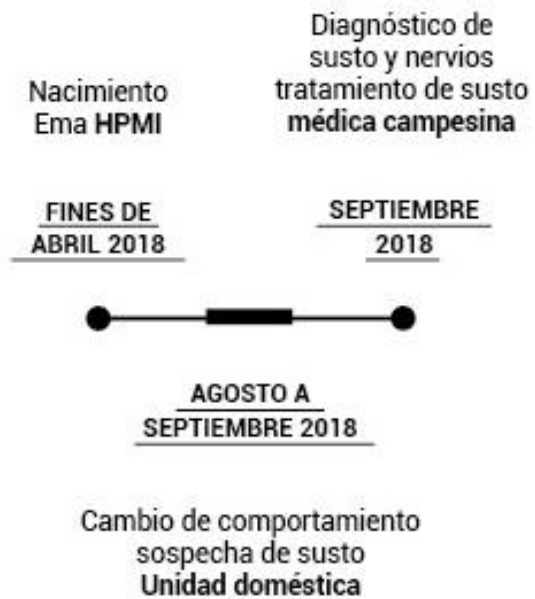 Nacimiento
Ema HPMI
FINES DE
ABRIL 2018
Diagnóstico de
susto y nervios
tratamiento de susto
médica campesina
SEPTIEMBRE
2018
AGOSTO A
SEPTIEMBRE 2018
Cambio de comportamiento
sospecha de susto
Unidad doméstica